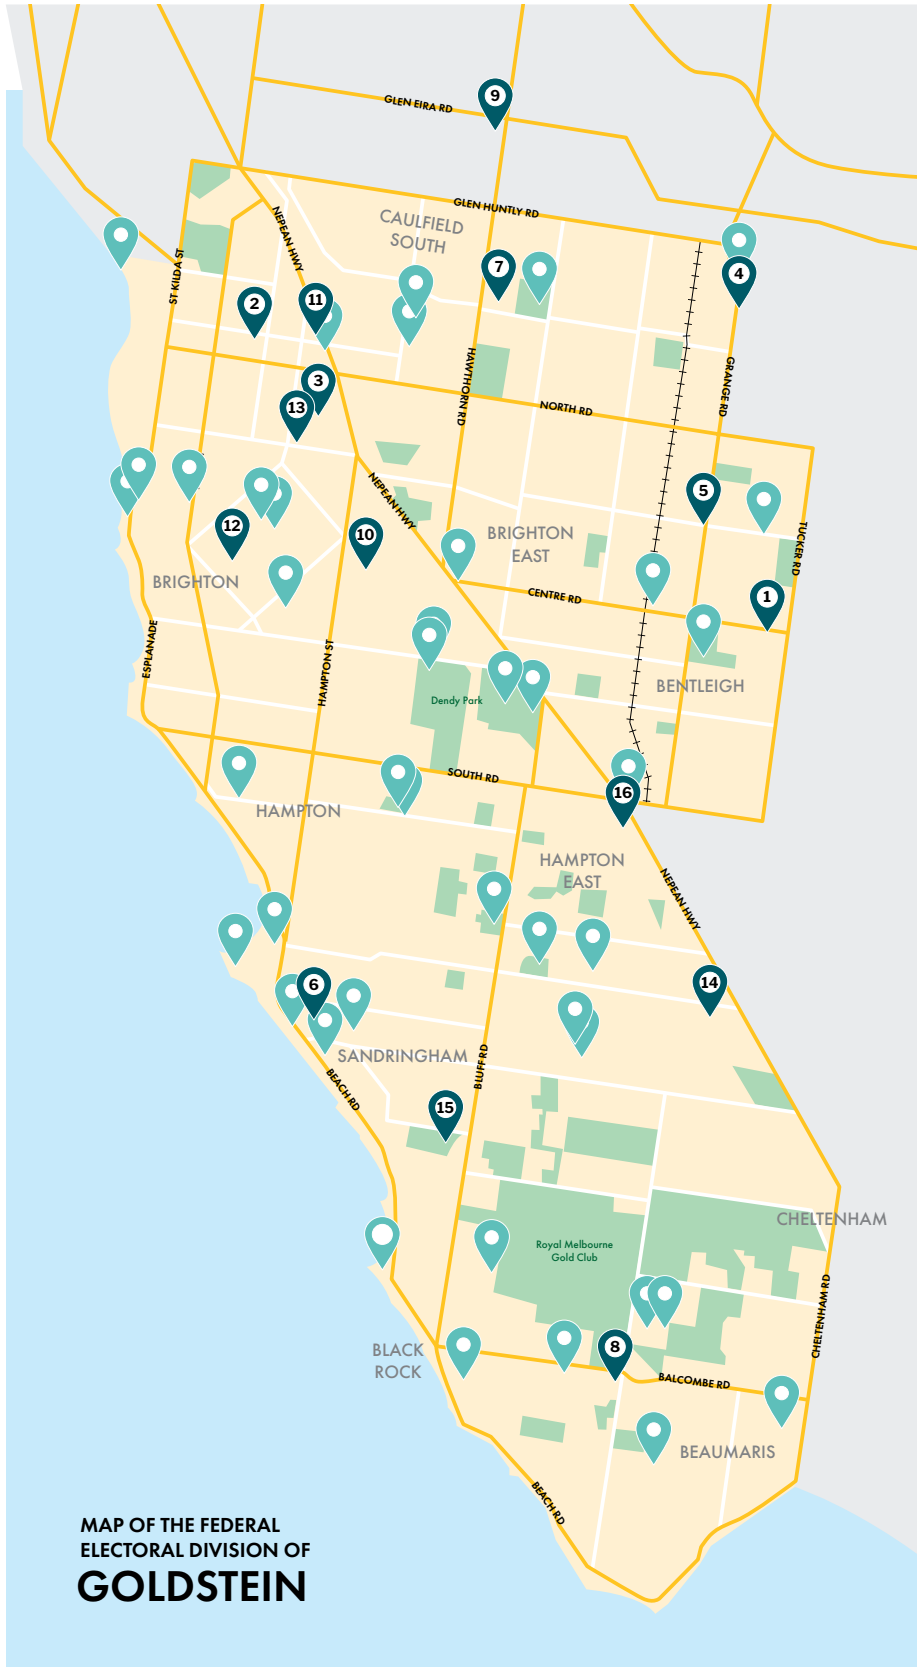 9
GLEN EIRA RD
GLEN HUNTLY RD
NEPEAN HWY
CAULFIELD
SOUTH
ST KILDA ST
7
4
2
11
3
13
HAWTHORN RD
NORTH RD
GRANGE RD
NEPEAN HWY
5
12
10
BRIGHTON
EAST
TUCKER RD
BRIGHTON
CENTRE RD
1
ESPLANADE
HAMPTON ST
BENTLEIGH
Dendy Park
SOUTH RD
16
HAMPTON
HAMPTON
EAST
NEPEAN HWY
6
14
SANDRINGHAM
BLUFF RD
BEACH RD
15
CHELTENHAM
Royal Melbourne
Gold Club
CHELTENHAM RD
8
BLACK
ROCK
BALCOMBE RD
BEAUMARIS
BEACH RD
MAP OF THE FEDERAL
ELECTORAL DIVISION OF
GOLDSTEIN